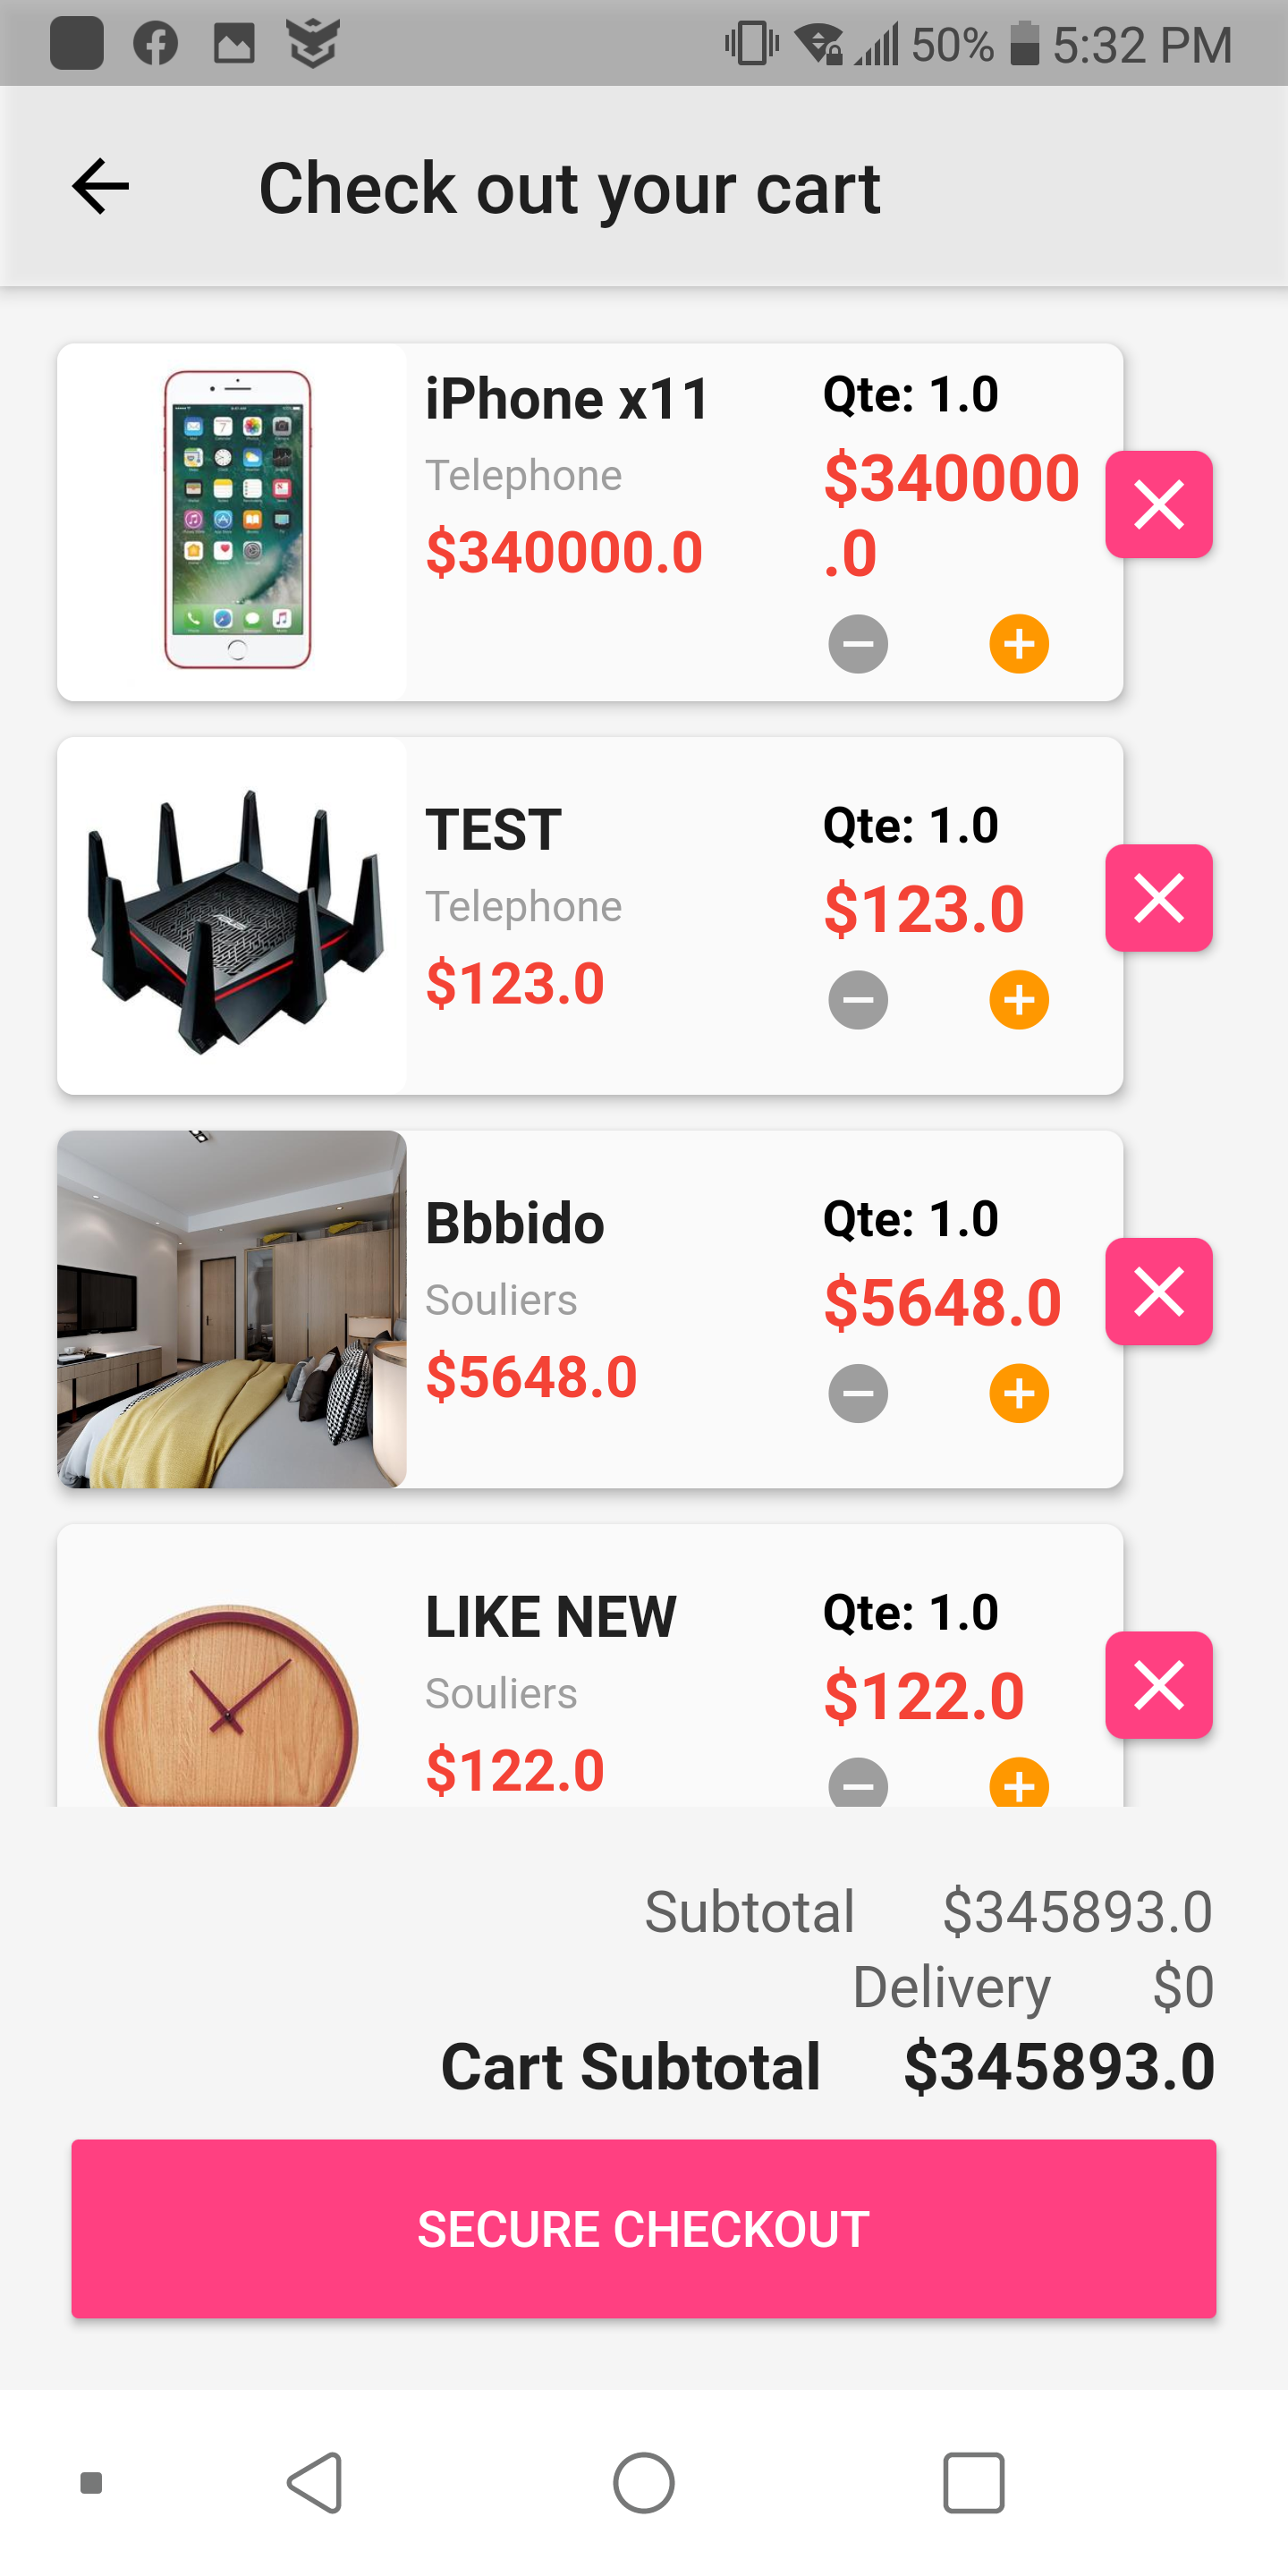 50% 5:32 PM
Check out your cart
iPhone x11
Telephone
$340000.0
Qte: 1.0
$340000
.0
TEST
Telephone
$123.0
Qte: 1.0
$123.0
Bbbido
Souliers
$5648.0
Qte: 1.0
$5648.0
LIKE NEW
Souliers
$122.0
Qte: 1.0
$122.0
Subtotal $345893.0
Delivery $0
Cart Subtotal $345893.0
SECURE CHECKOUT